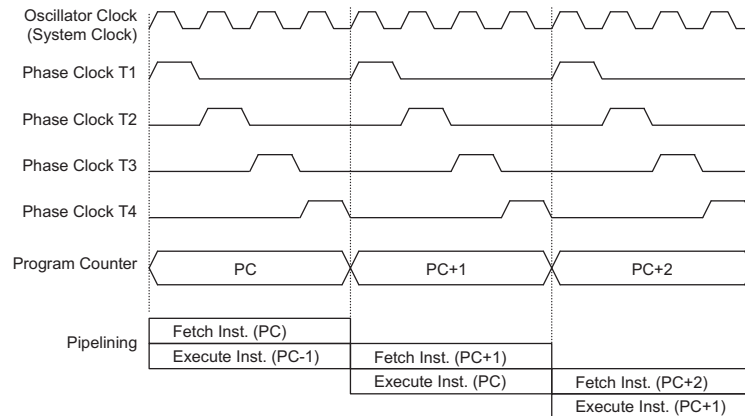 Oscillator Clock
(System Clock)
Phase Clock T1
Phase Clock T2
Phase Clock T3
Phase Clock T4
Program Counter
PC
PC+1
PC+2
Pipelining
Fetch Inst. (PC)
Execute Inst. (PC-1)
Fetch Inst. (PC+1)
Execute Inst. (PC)
Fetch Inst. (PC+2)
Execute Inst. (PC+1)